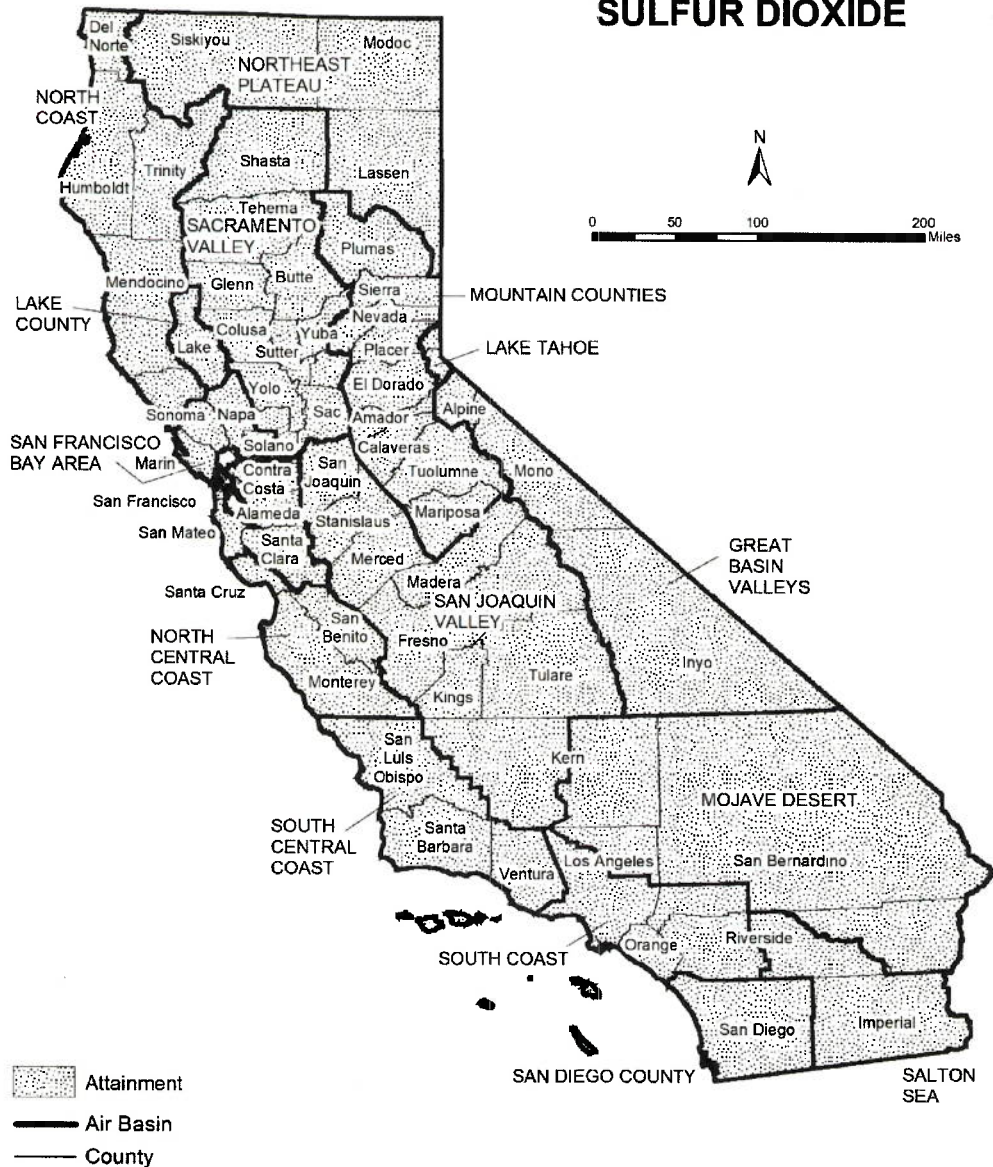 SULFUR DIOXIDE
Del
Norte
Siskiyou
Modoc
NORTHEAST
PLATEAU
NORTH
COAST
N
Shasta
Trinity
Lassen
Humboldt
Tehema
SACRAMENTO
VALLEY
0 50 100 200
Miles
Plumas
Butte
Glenn
Mendocino
Sierra
MOUNTAIN COUNTIES
LAKE
COUNTY
Nevada
Colusa
Yuba
Lake
Sutter
Placer
LAKE TAHOE
Yolo
El Dorado
Sonoma
Napa
Sac
Amador
Alpine
Solano
SAN FRANCISCO
BAY AREA
Marin
Calaveras
Contra
Costa
San
Joaquin
Tuolumne
Mono
San Francisco
Alameda
Stanislaus
Mariposa
San Mateo
Santa
Clara
Merced
GREAT
BASIN
VALLEYS
Madera
Santa Cruz
SAN JOAQUIN
VALLEY
San
Benito
NORTH
CENTRAL
COAST
Fresno
Inyo
Monterey
Kings
Tulare
San
Luis
Obispo
Kern
MOJAVE DESERT
SOUTH
CENTRAL
COAST
Santa
Barbara
Ventura
Los Angeles
San Bernardino
SOUTH COAST
Orange
Riverside
San Diego
Imperial
SAN DIEGO COUNTY
SALTON
SEA
Attainment
Air Basin
County